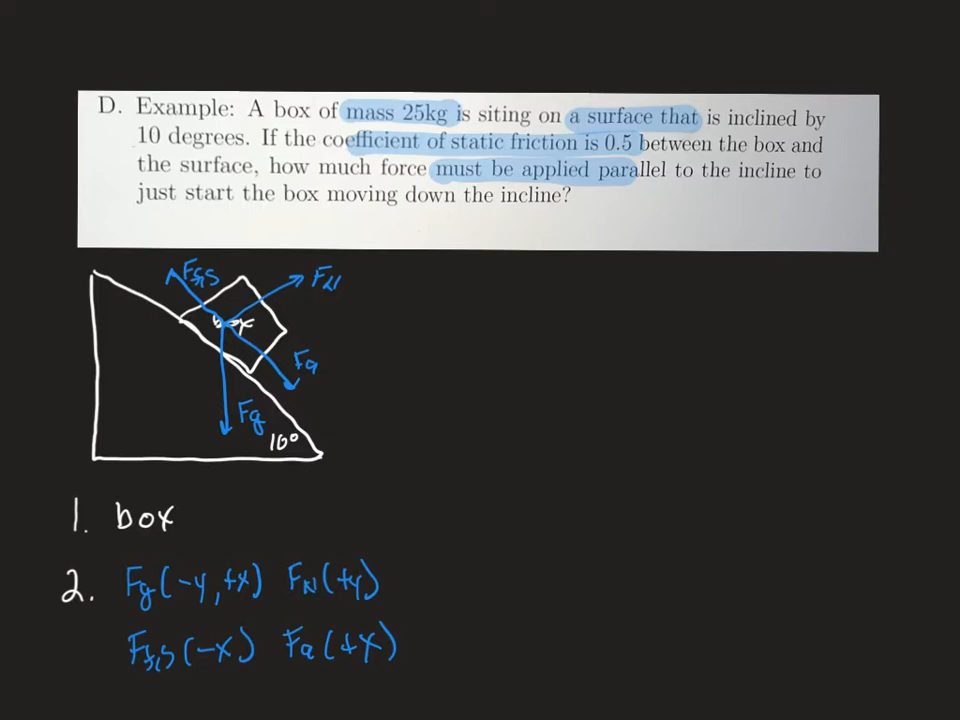 D. Example: A box of mass 25kg is siting on a surface that is inclined by
10 degrees. If the coefficient of static friction is 0.5 between the box and
the surface, how much force must be applied parallel to the incline to
just start the box moving down the incline?
Ff,s
FN
box
Fa
Fg
10°
1. box
2. Fg(-y,+x) FN(+y)
Ff,s(-x) Fa(+x)